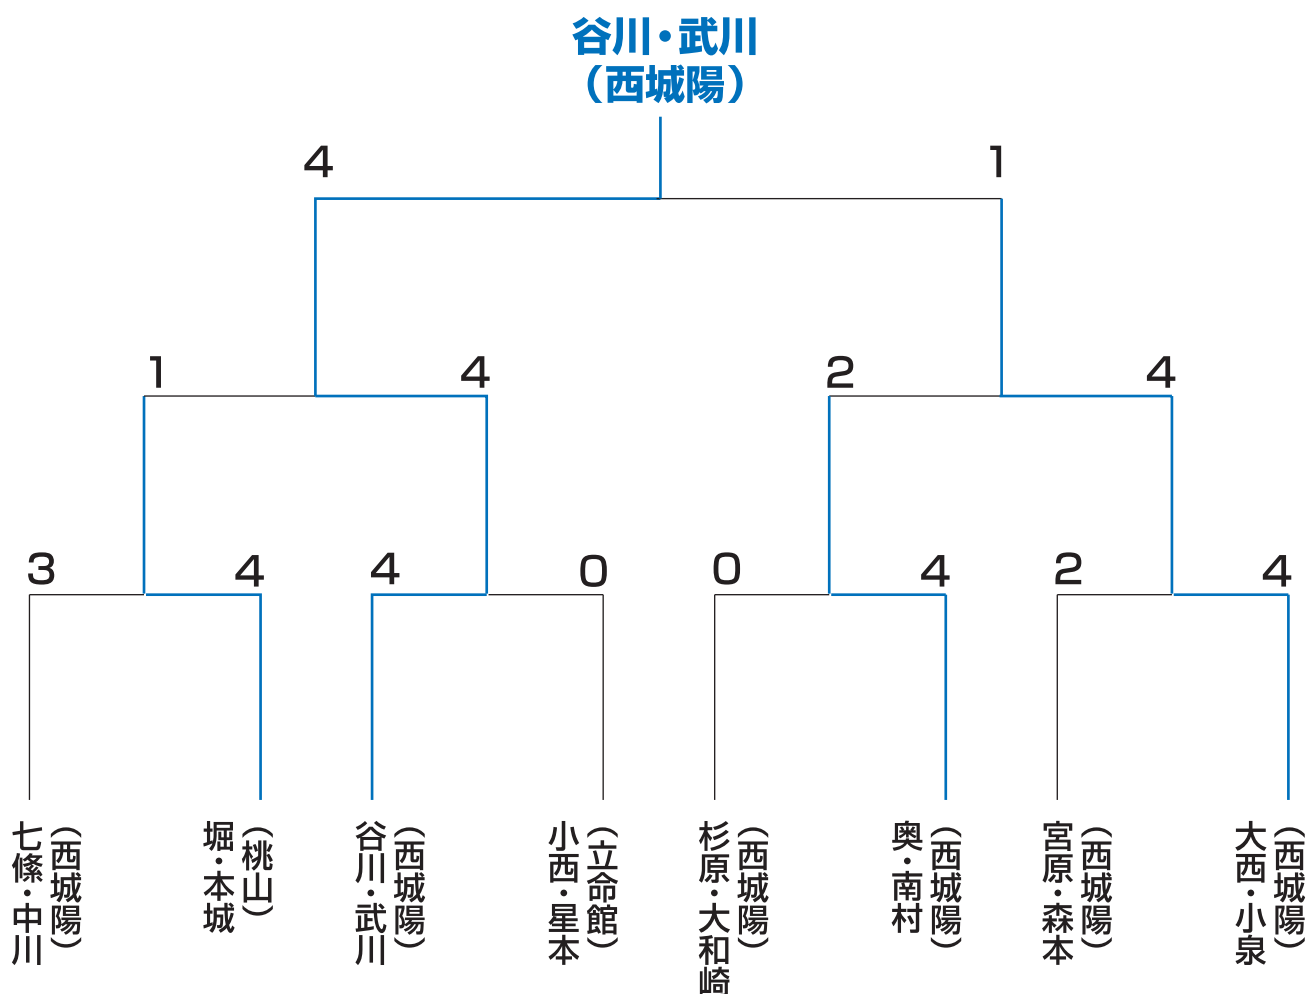 谷川・武川
（西城陽）
4
1
1
4
2
4
3
4
4
0
0
4
2
4
七條・中川
（西城陽）
堀・本城
（桃山）
谷川・武川
（西城陽）
小西・星本
（立命館）
杉原・大和崎
（西城陽）
奥・南村
（西城陽）
宮原・森本
（西城陽）
大西・小泉
（西城陽）